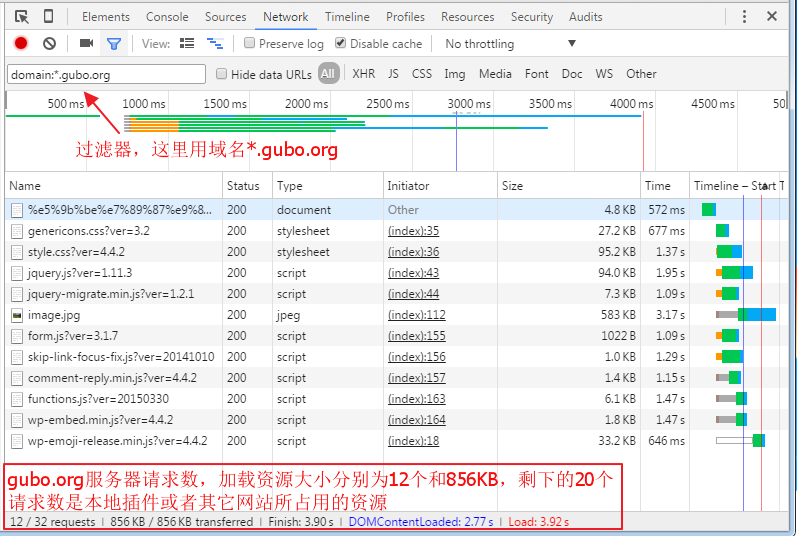 Elements Console Sources Network Timeline Profiles Resources Security Audits
View: Preserve log Disable cache No throttling
domain:*.gubo.org Hide data URLs All XHR JS CSS Img Media Font Doc WS Other
500 ms 1000 ms 1500 ms 2000 ms 2500 ms 3000 ms 3500 ms 4000 ms 4500 ms 50
过滤器，这里用域名*.gubo.org
Name Status Type Initiator Size Time Timeline – Start T
%e5%9b%be%e7%89%87%e9%8... 200 document Other 4.8 KB 572 ms
genericons.css?ver=3.2 200 stylesheet (index):35 27.2 KB 677 ms
style.css?ver=4.4.2 200 stylesheet (index):36 95.2 KB 1.37 s
jquery.js?ver=1.11.3 200 script (index):43 94.0 KB 1.95 s
jquery-migrate.min.js?ver=1.2.1 200 script (index):44 7.3 KB 1.09 s
image.jpg 200 jpeg (index):112 583 KB 3.17 s
form.js?ver=3.1.7 200 script (index):155 1022 B 1.09 s
skip-link-focus-fix.js?ver=20141010 200 script (index):156 1.0 KB 1.29 s
comment-reply.min.js?ver=4.4.2 200 script (index):157 1.4 KB 1.15 s
functions.js?ver=20150330 200 script (index):163 6.1 KB 1.47 s
wp-embed.min.js?ver=4.4.2 200 script (index):164 1.8 KB 1.47 s
wp-emoji-release.min.js?ver=4.4.2 200 script (index):18 33.2 KB 646 ms
gubo.org服务器请求数，加载资源大小分别为12个和856KB，剩下的20个
请求数是本地插件或者其它网站所占用的资源
12 / 32 requests | 856 KB / 856 KB transferred | Finish: 3.90 s | DOMContentLoaded: 2.77 s | Load: 3.92 s